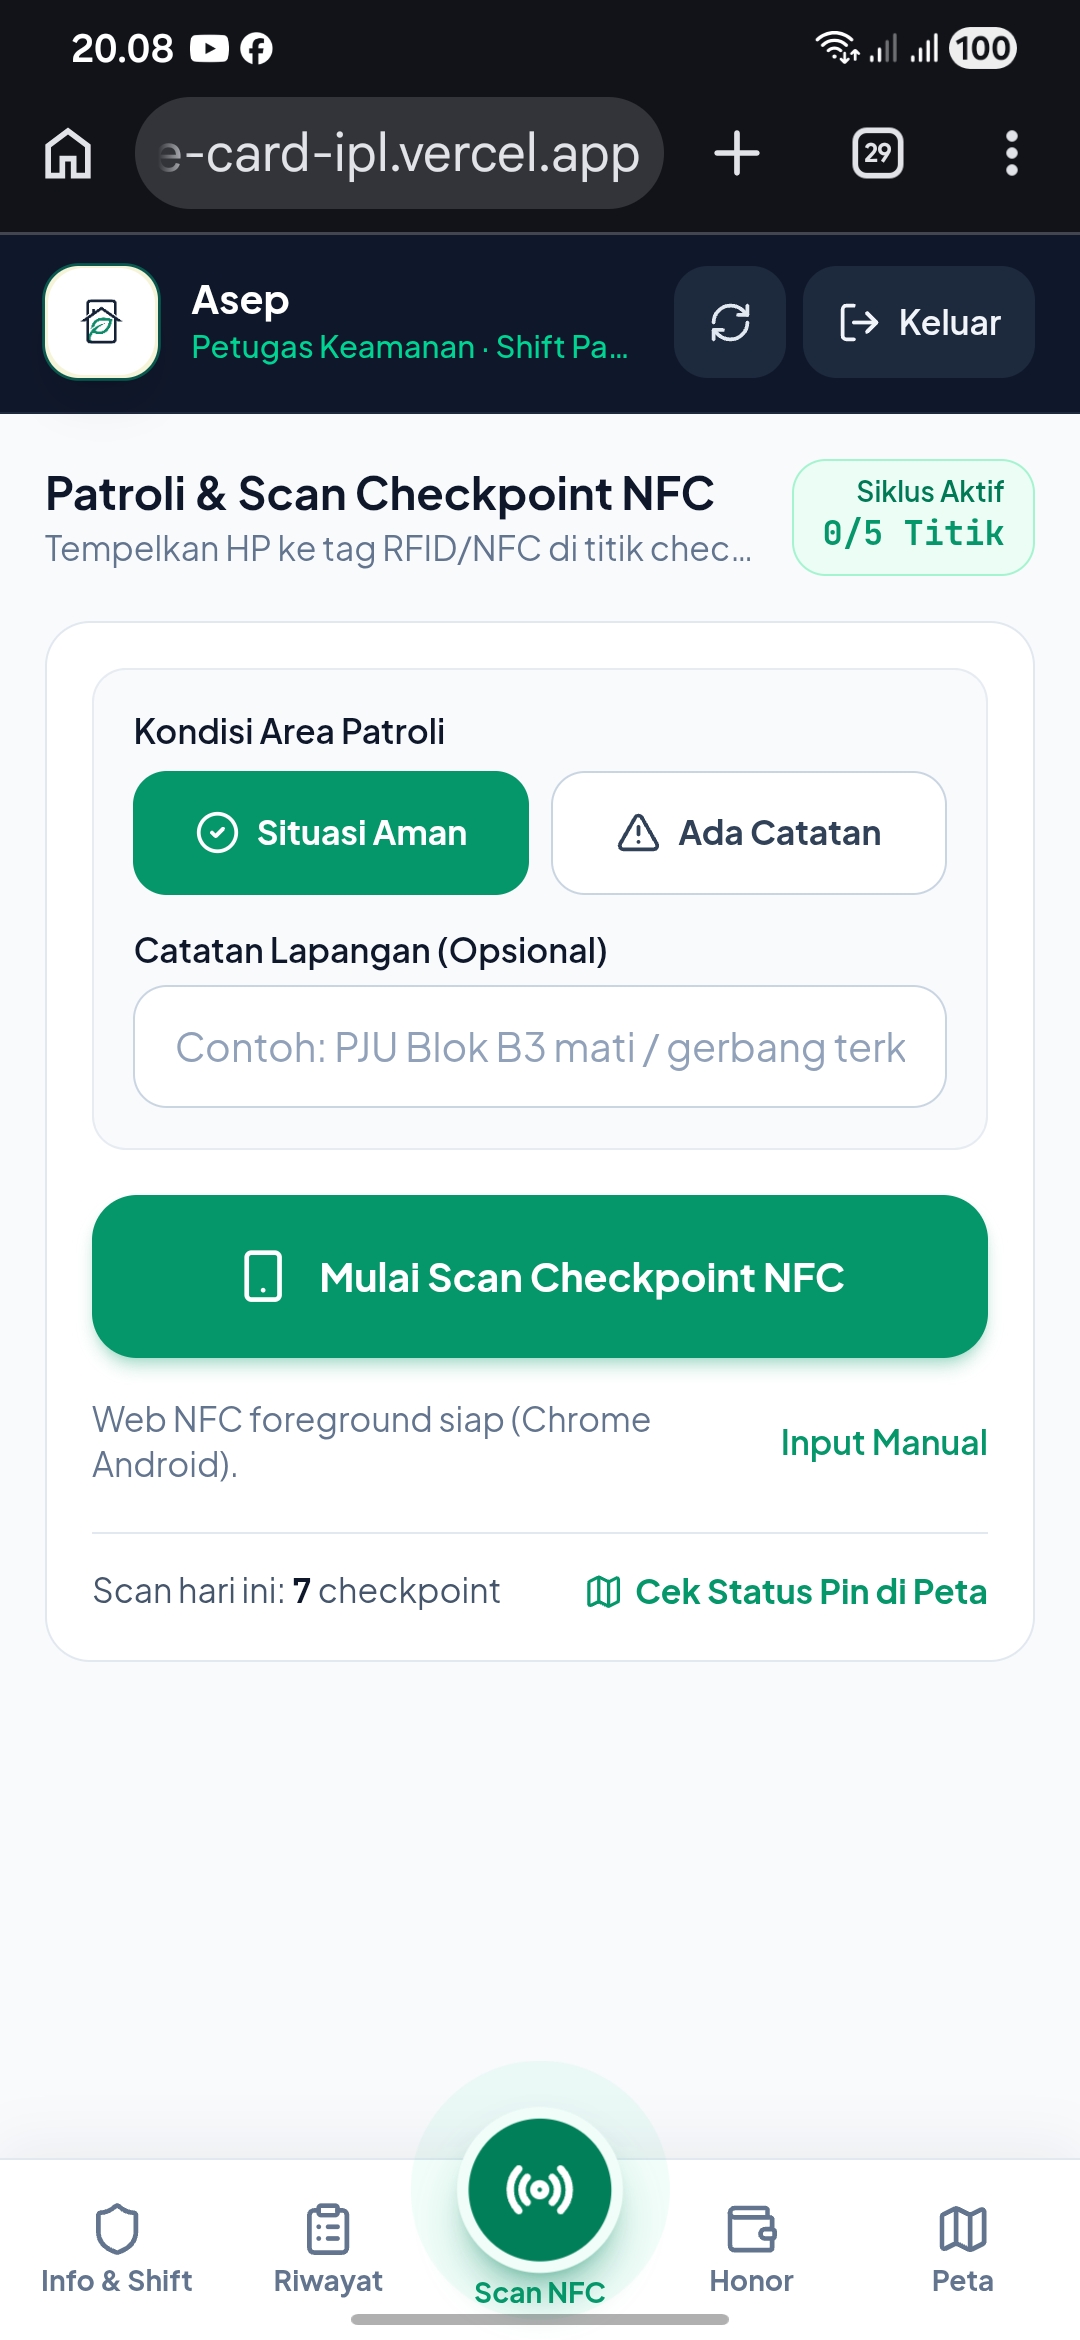 20.08
100
e-card-ipl.vercel.app
29
Asep
Petugas Keamanan · Shift Pa...
Keluar
Patroli & Scan Checkpoint NFC
Tempelkan HP ke tag RFID/NFC di titik chec...
Siklus Aktif
0/5 Titik
Kondisi Area Patroli
Situasi Aman
Ada Catatan
Catatan Lapangan (Opsional)
Contoh: PJU Blok B3 mati / gerbang terk
Mulai Scan Checkpoint NFC
Web NFC foreground siap (Chrome
Android).
Input Manual
Scan hari ini: 7 checkpoint
Cek Status Pin di Peta
Info & Shift
Riwayat
Scan NFC
Honor
Peta